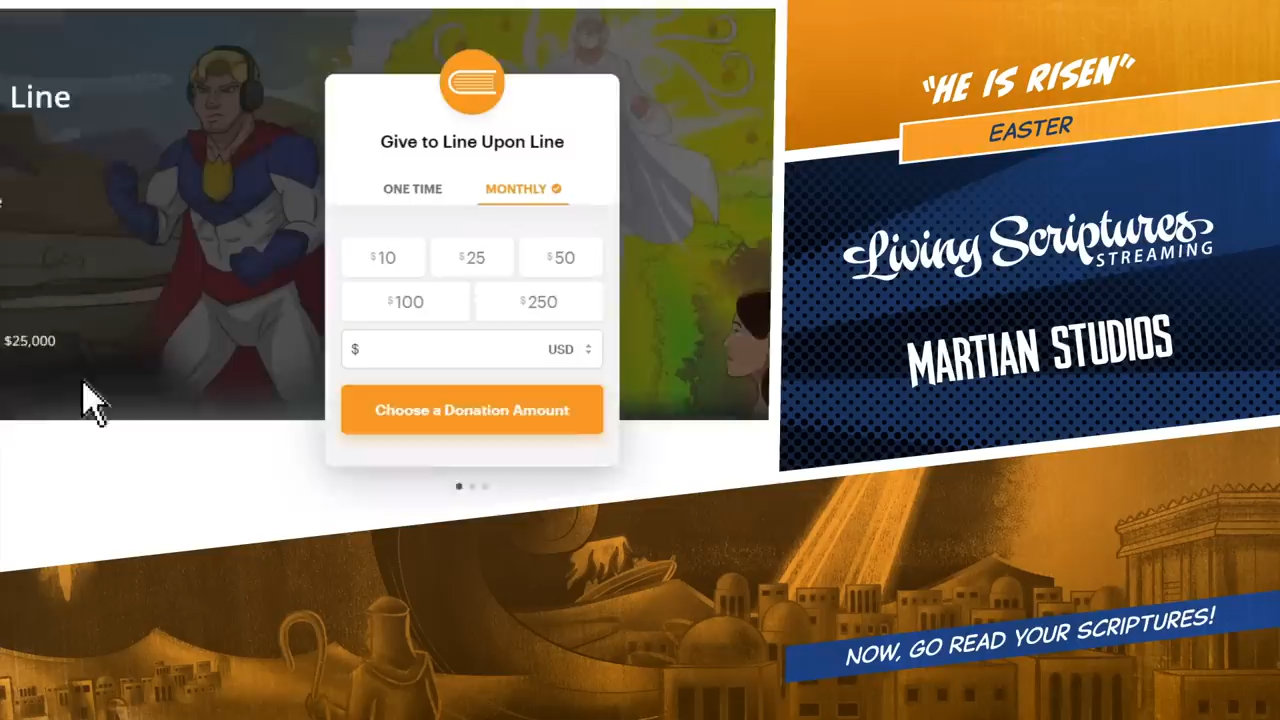 Line
$25,000
Give to Line Upon Line
ONE TIME
MONTHLY
$10
$25
$50
$100
$250
$
USD
Choose a Donation Amount
"HE IS RISEN"
EASTER
Living Scriptures
STREAMING
MARTIAN STUDIOS
NOW, GO READ YOUR SCRIPTURES!